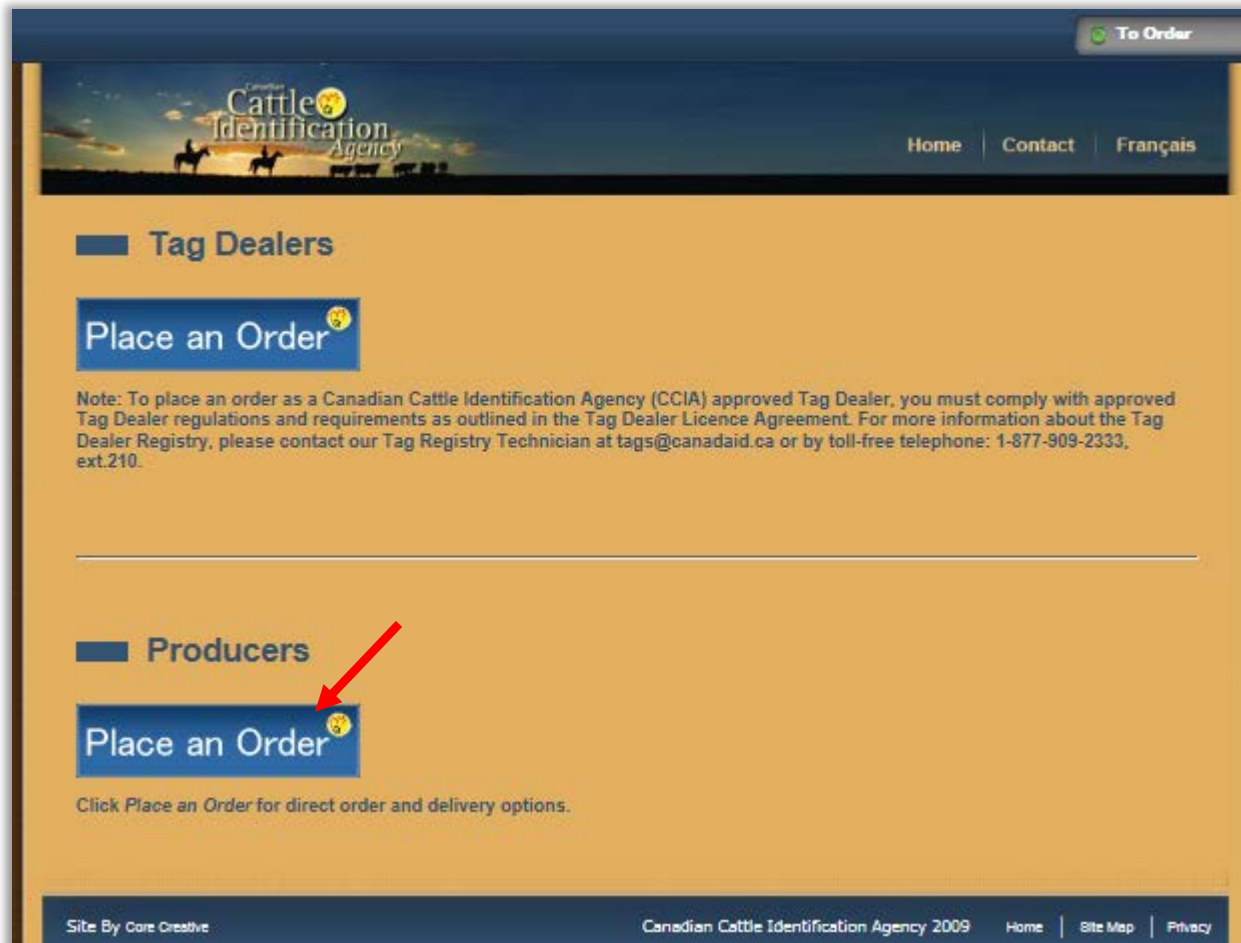 To Order
Canadian
Cattle
Identification
Agency
Home | Contact | Français
Tag Dealers
Place an Order
Note: To place an order as a Canadian Cattle Identification Agency (CCIA) approved Tag Dealer, you must comply with approved
Tag Dealer regulations and requirements as outlined in the Tag Dealer Licence Agreement. For more information about the Tag
Dealer Registry, please contact our Tag Registry Technician at tags@canadaid.ca or by toll-free telephone: 1-877-909-2333,
ext.210.
Producers
Place an Order
Click Place an Order for direct order and delivery options.
Site By Core Creative
Canadian Cattle Identification Agency 2009 Home | Site Map | Privacy